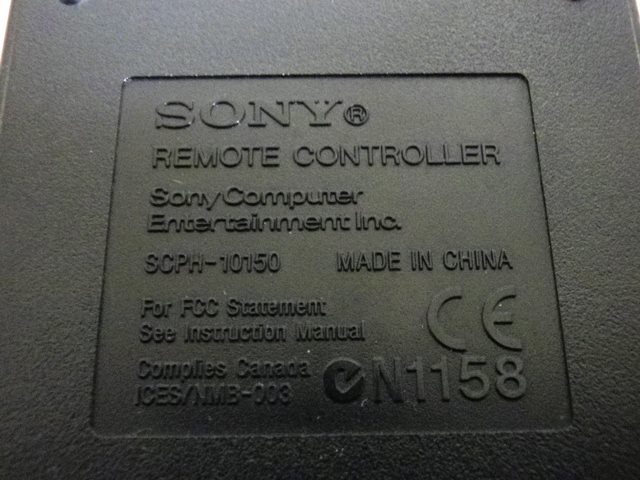 SONY®
REMOTE CONTROLLER
Sony Computer
Entertainment Inc.
SCPH-10150 MADE IN CHINA
For FCC Statement
See Instruction Manual
CE
Complies Canada
ICES/NMB-003
N1158